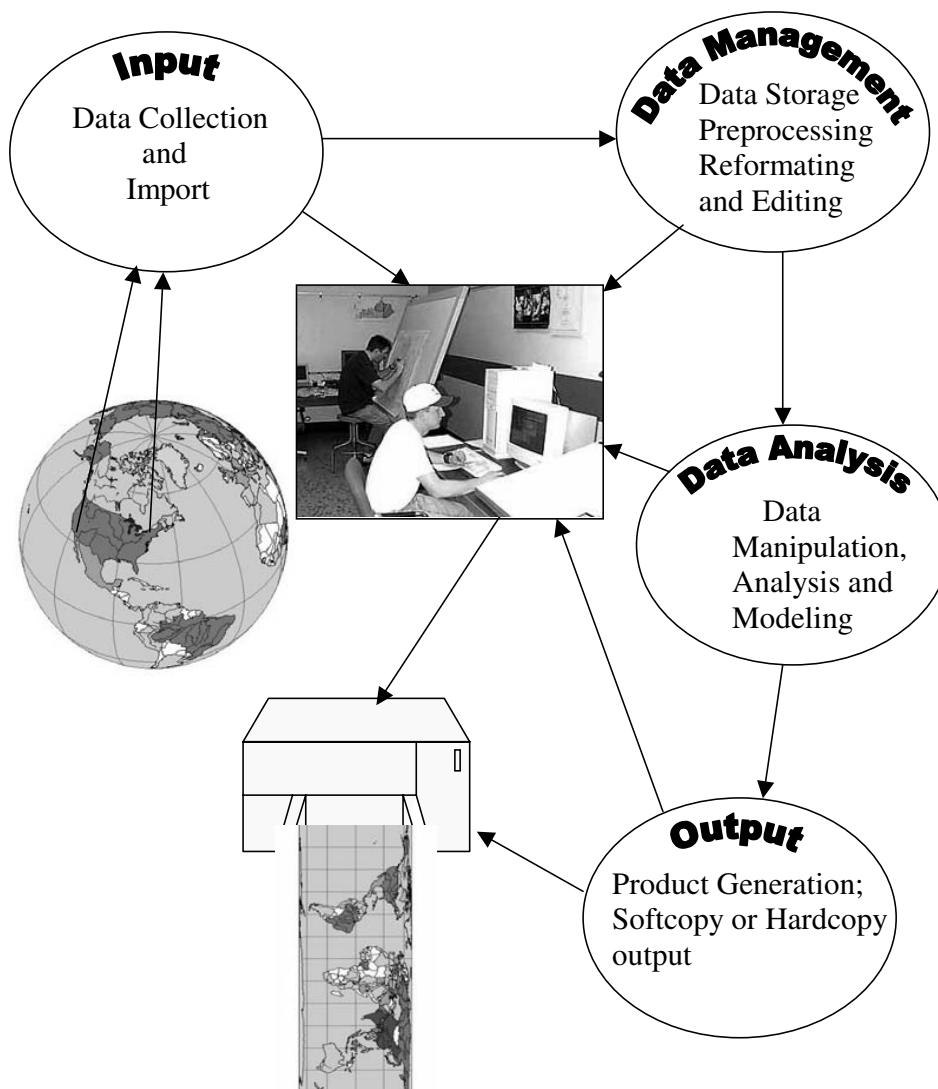 Input
Data Collection
and
Import
Data Management
Data Storage
Preprocessing
Reformating
and Editing
Data Analysis
Data
Manipulation,
Analysis and
Modeling
Output
Product Generation;
Softcopy or Hardcopy
output